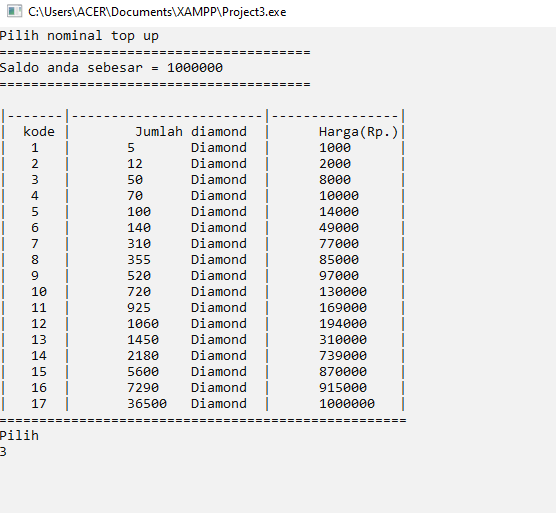 C:\Users\ACER\Documents\XAMPP\Project3.exe
Pilih nominal top up
=======================================
Saldo anda sebesar = 1000000
=======================================
|-------|------------------------|----------------|
| kode | Jumlah diamond | Harga(Rp.)|
| 1 | 5 Diamond | 1000 |
| 2 | 12 Diamond | 2000 |
| 3 | 50 Diamond | 8000 |
| 4 | 70 Diamond | 10000 |
| 5 | 100 Diamond | 14000 |
| 6 | 140 Diamond | 49000 |
| 7 | 310 Diamond | 77000 |
| 8 | 355 Diamond | 85000 |
| 9 | 520 Diamond | 97000 |
| 10 | 720 Diamond | 130000 |
| 11 | 925 Diamond | 169000 |
| 12 | 1060 Diamond | 194000 |
| 13 | 1450 Diamond | 310000 |
| 14 | 2180 Diamond | 739000 |
| 15 | 5600 Diamond | 870000 |
| 16 | 7290 Diamond | 915000 |
| 17 | 36500 Diamond | 1000000 |
===================================================
Pilih
3